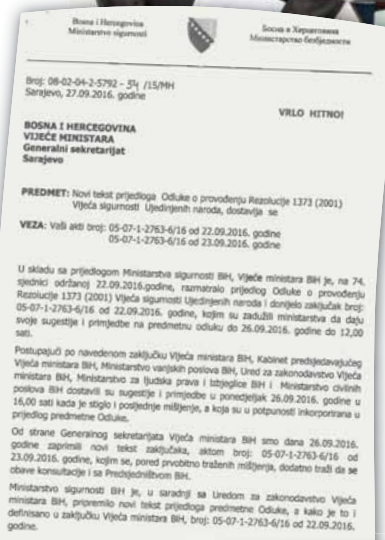 Bosna i Hercegovina
Ministarstvo sigurnosti
Босна и Херцеговина
Министарство безбједности
Broj: 08-02-04-2-5792 - 54 /15/MH
Sarajevo, 27.09.2016. godine
VRLO HITNO!
BOSNA I HERCEGOVINA
VIJEĆE MINISTARA
Generalni sekretarijat
Sarajevo
PREDMET: Novi tekst prijedloga Odluke o provođenju Rezolucije 1373 (2001)
Vijeća sigurnosti Ujedinjenih naroda, dostavlja se
VEZA: Vaši akti broj: 05-07-1-2763-6/16 od 22.09.2016. godine
05-07-1-2763-6/16 od 23.09.2016. godine
U skladu sa prijedlogom Ministarstva sigurnosti BiH, Vijeće ministara BiH je, na 74.
sjednici održanoj 22.09.2016.godine, razmatralo prijedlog Odluke o provođenju
Rezolucije 1373 (2001) Vijeća sigurnosti Ujedinjenih naroda i donijelo zaključak broj:
05-07-1-2763-6/16 od 22.09.2016. godine, kojim su zadužili ministarstva da daju
svoje sugestije i primjedbe na predmetnu odluku do 26.09.2016. godine do 12,00
sati.
Postupajući po navedenom zaključku Vijeća ministara BiH, Kabinet predsjedavajućeg
Vijeća ministara BiH, Ministarstvo vanjskih poslova BiH, Ured za zakonodavstvo Vijeća
ministara BiH, Ministarstvo za ljudska prava i izbjeglice BiH i Ministarstvo civilnih
poslova BiH dostavili su sugestije i primjedbe u ponedjeljak 26.09.2016. godine u
16,00 sati kada je stiglo i posljednje mišljenje, a koja su u potpunosti inkorporirana u
prijedlog predmetne Odluke.
Od strane Generalnog sekretarijata Vijeća ministara BiH smo dana 26.09.2016.
godine zaprimili novi tekst zaključaka, aktom broj: 05-07-1-2763-6/16 od
23.09.2016. godine, kojim se, pored prvobitno traženih mišljenja, dodatno traži da se
obave konsultacije i sa Predsjedništvom BiH.
Ministarstvo sigurnosti BiH je, u saradnji sa Uredom za zakonodavstvo Vijeća
ministara BiH, pripremilo novi tekst prijedloga predmetne Odluke, a kako je to i
definisano u zaključku Vijeća ministara BiH, broj: 05-07-1-2763-6/16 od 22.09.2016.
godine.